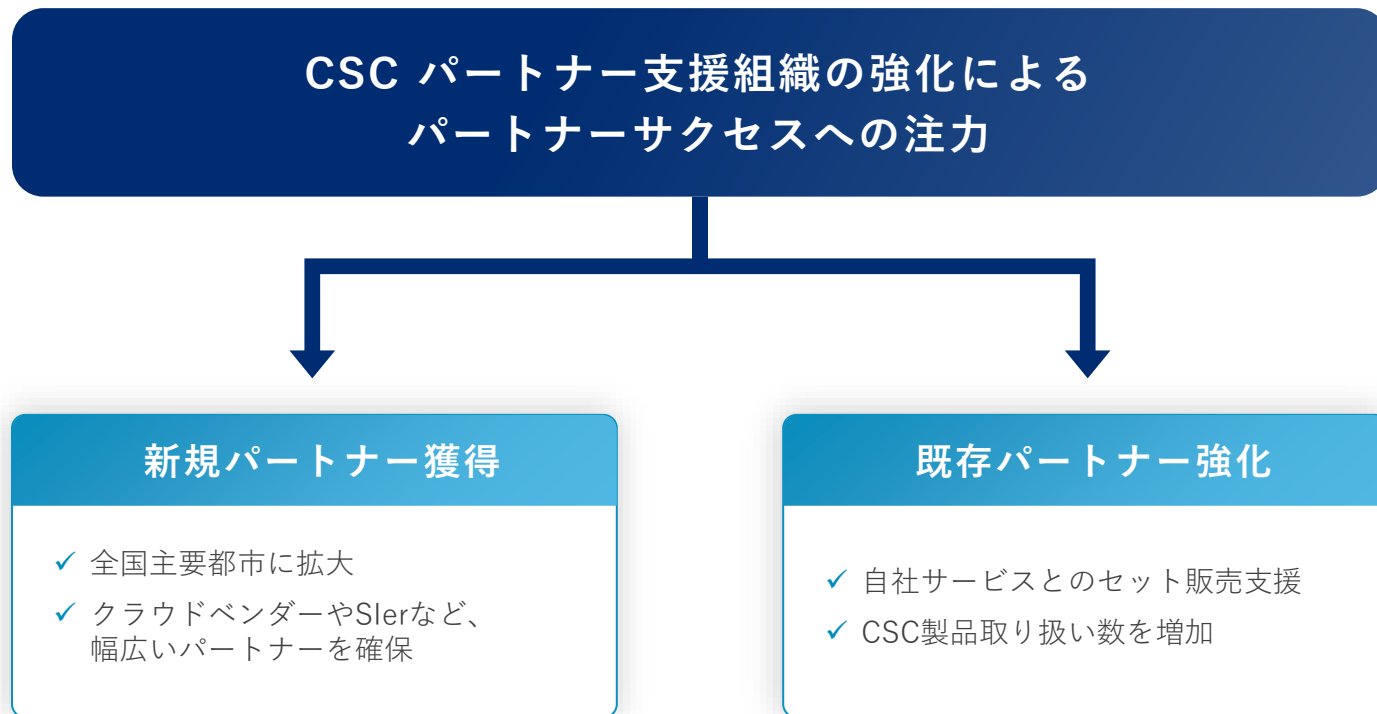 CSC パートナー支援組織の強化による
パートナーサクセスへの注力
新規パートナー獲得
✓ 全国主要都市に拡大
✓ クラウドベンダーやSIerなど、
幅広いパートナーを確保
既存パートナー強化
✓ 自社サービスとのセット販売支援
✓ CSC製品取り扱い数を増加